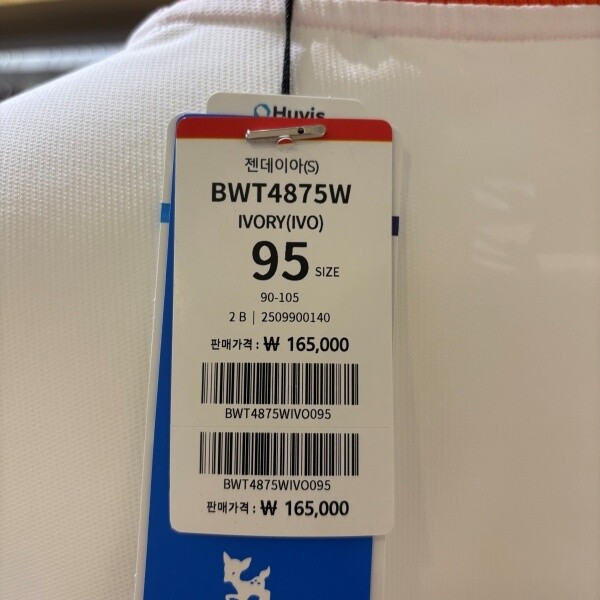 Huvis
젠데이아(S)
BWT4875W
IVORY(IVO)
95 SIZE
90-105
2 B | 2509900140
판매가격 : ₩ 165,000
BWT4875WIVO095
BWT4875WIVO095
판매가격 : ₩ 165,000